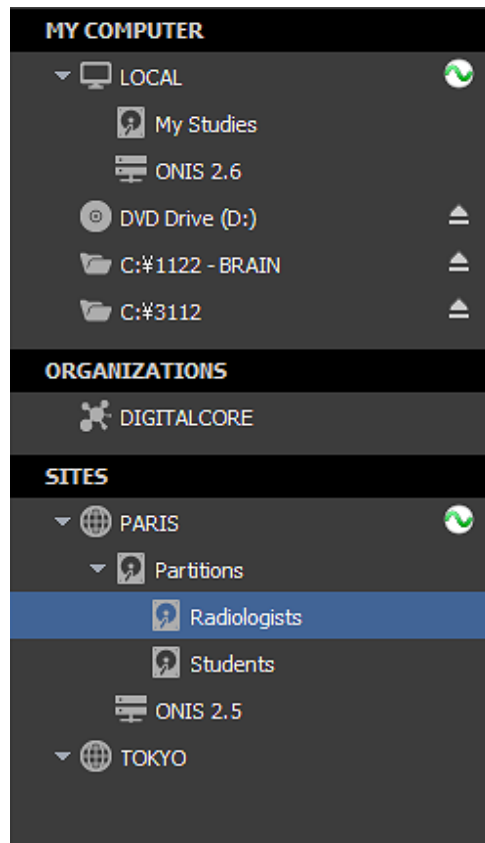 MY COMPUTER
LOCAL
My Studies
ONIS 2.6
DVD Drive (D:)
C:¥1122 - BRAIN
C:¥3112
ORGANIZATIONS
DIGITALCORE
SITES
PARIS
Partitions
Radiologists
Students
ONIS 2.5
TOKYO